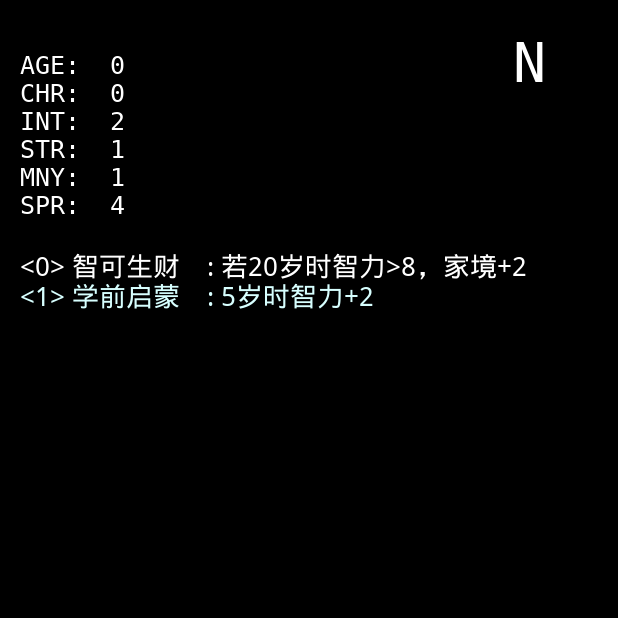 N
AGE:  0
CHR:  0
INT:  2
STR:  1
MNY:  1
SPR:  4
<0> 智可生财   : 若20岁时智力>8，家境+2
<1> 学前启蒙   : 5岁时智力+2